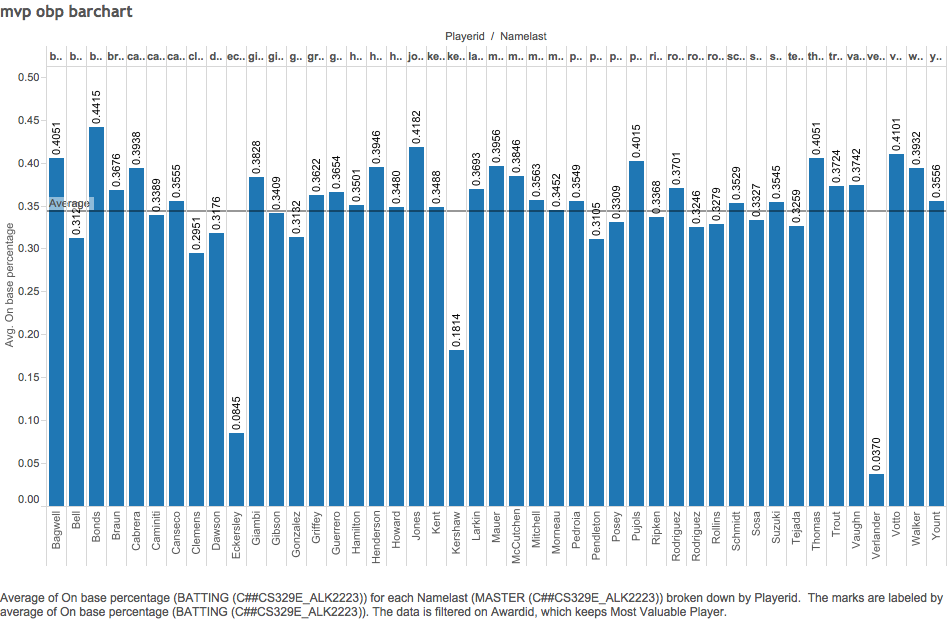 mvp obp barchart
Playerid / Namelast
b.. b.. b.. br.. ca.. ca.. ca.. cl.. d.. ec.. gi.. gi.. g.. gr.. g.. h.. h.. h.. jo.. ke.. ke.. la.. m.. m.. m.. m.. p.. p.. p.. p.. ri.. ro.. ro.. ro.. sc.. s.. s.. te.. th.. tr.. va.. ve.. v.. w.. y..
0.50
0.45
0.40
0.35
0.30
0.25
0.20
0.15
0.10
0.05
0.00
Avg. On base percentage
Average
0.4051 0.4415 0.3676 0.3938 0.3389 0.3555 0.2951 0.3176 0.0845 0.3828 0.3409 0.3132 0.3622 0.3654 0.3501 0.3946 0.3480 0.4182 0.3488 0.1814 0.3693 0.3956 0.3846 0.3563 0.3452 0.3549 0.3105 0.3309 0.4015 0.3368 0.3701 0.3246 0.3279 0.3529 0.3327 0.3545 0.3259 0.4051 0.3724 0.3742 0.0370 0.4101 0.3932 0.3556
Bagwell Bell Bonds Braun Cabrera Caminiti Canseco Clemens Dawson Eckersley Giambi Gibson Gonzalez Griffey Guerrero Hamilton Henderson Howard Jones Kent Kershaw Larkin Mauer McCutchen Mitchell Morneau Pedroia Pendleton Posey Pujols Ripken Rodriguez Rodriguez Rollins Schmidt Sosa Suzuki Tejada Thomas Trout Vaughn Verlander Votto Walker Yount
Average of On base percentage (BATTING (C##CS329E_ALK2223)) for each Namelast (MASTER (C##CS329E_ALK2223)) broken down by Playerid.  The marks are labeled by
average of On base percentage (BATTING (C##CS329E_ALK2223)). The data is filtered on Awardid, which keeps Most Valuable Player.